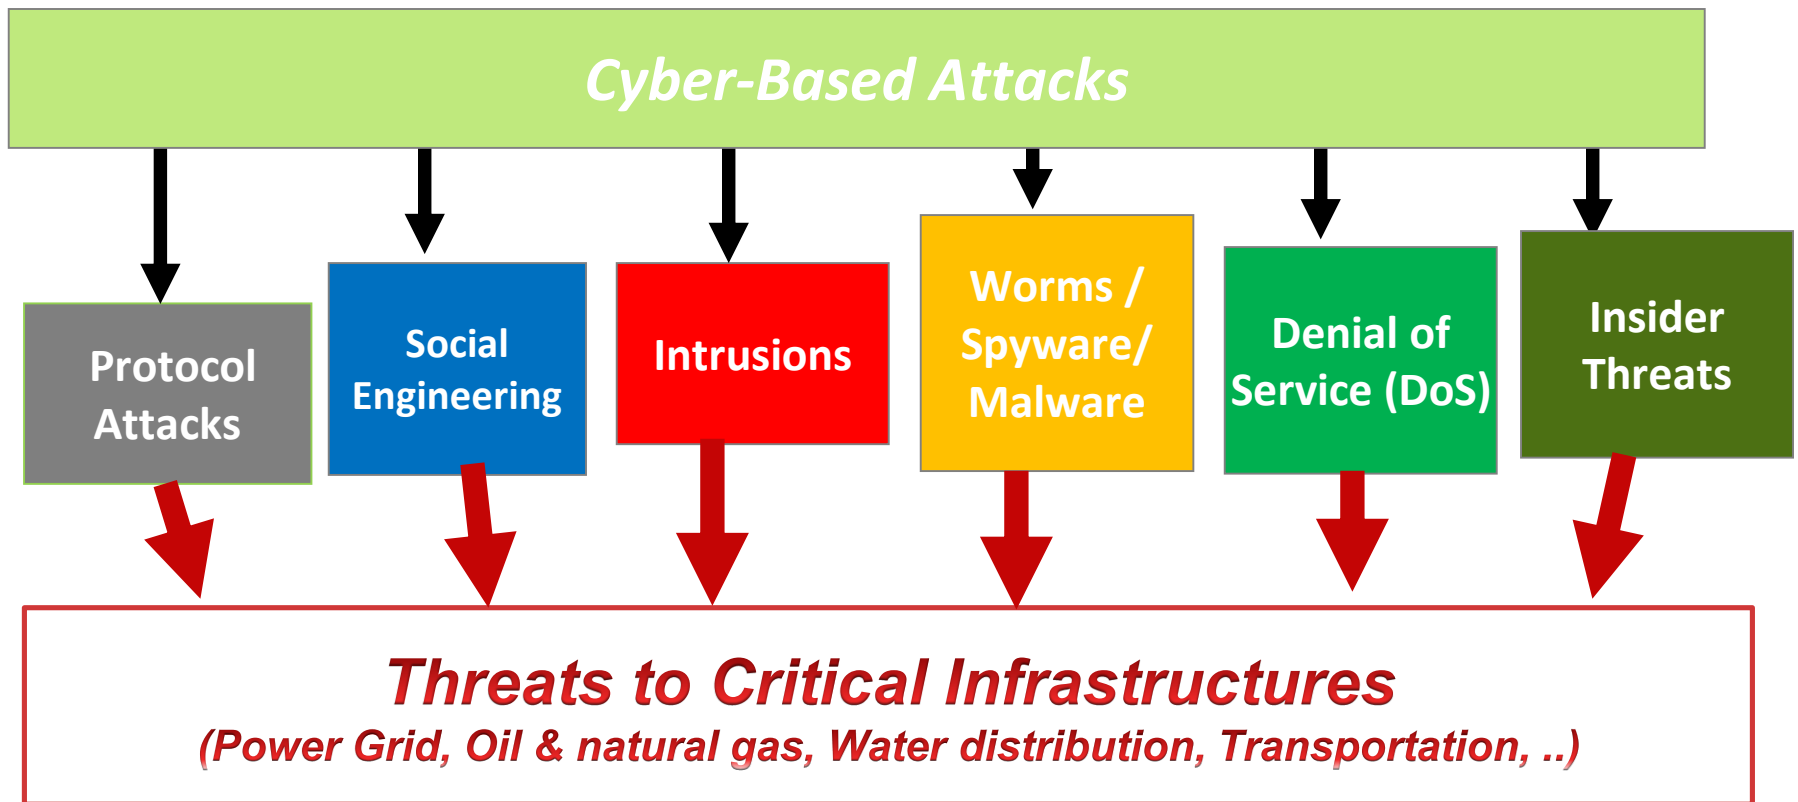 Cyber-Based Attacks
Protocol
Attacks
Social
Engineering
Intrusions
Worms /
Spyware/
Malware
Denial of
Service (DoS)
Insider
Threats
Threats to Critical Infrastructures
(Power Grid, Oil & natural gas, Water distribution, Transportation, ..)